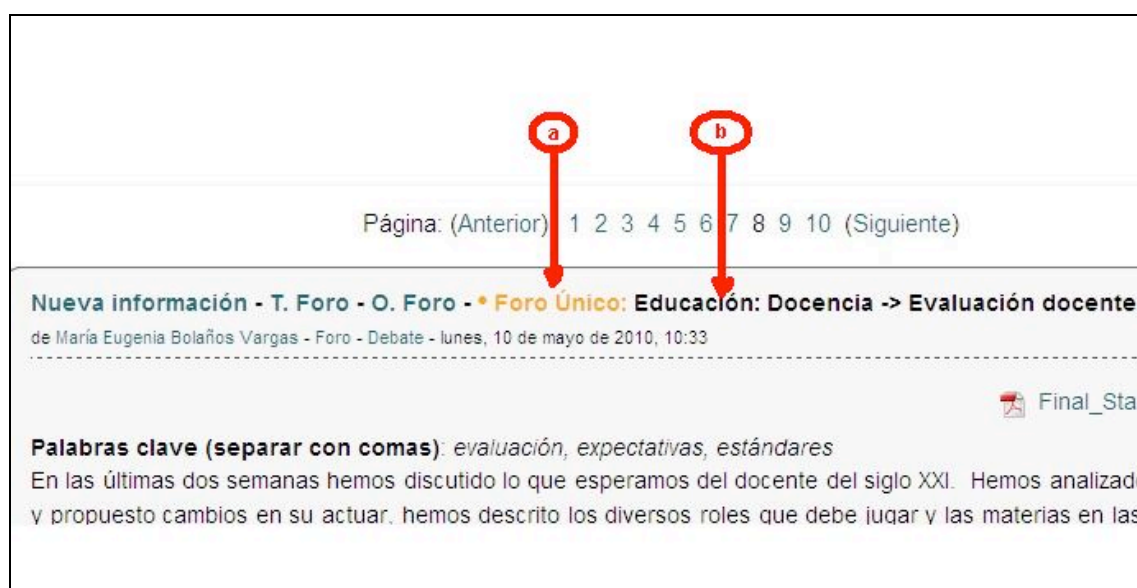 a b
Página: (Anterior) 1 2 3 4 5 6 7 8 9 10 (Siguiente)
Nueva información - T. Foro - O. Foro - • Foro Único: Educación: Docencia -> Evaluación docente
de María Eugenia Bolaños Vargas - Foro - Debate - lunes, 10 de mayo de 2010, 10:33
Final_Sta
Palabras clave (separar con comas): evaluación, expectativas, estándares
En las últimas dos semanas hemos discutido lo que esperamos del docente del siglo XXI. Hemos analizad
y propuesto cambios en su actuar, hemos descrito los diversos roles que debe jugar y las materias en las